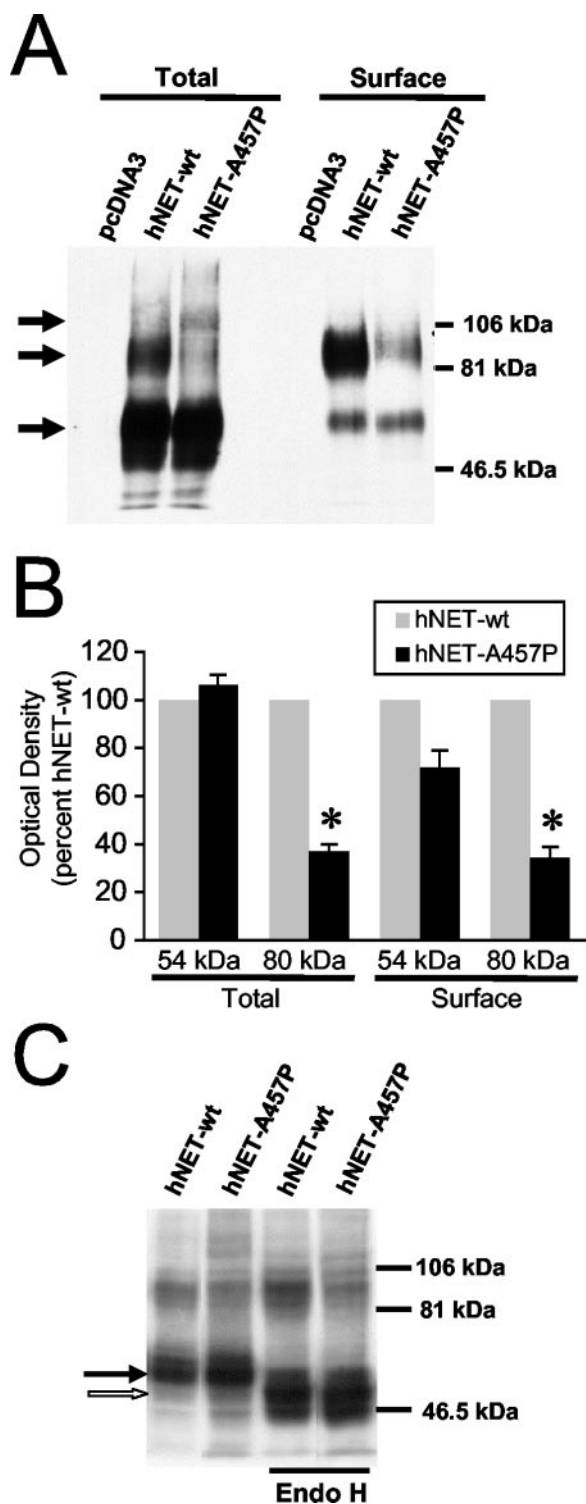 A
Total
Surface
pcDNA3
hNET-wt
hNET-A457P
pcDNA3
hNET-wt
hNET-A457P
106 kDa
81 kDa
46.5 kDa
B
hNET-wt
hNET-A457P
Optical Density
(percent hNET-wt)
120
100
80
60
40
20
0
*
*
54 kDa
80 kDa
54 kDa
80 kDa
Total
Surface
C
hNET-wt
hNET-A457P
hNET-wt
hNET-A457P
106 kDa
81 kDa
46.5 kDa
Endo H